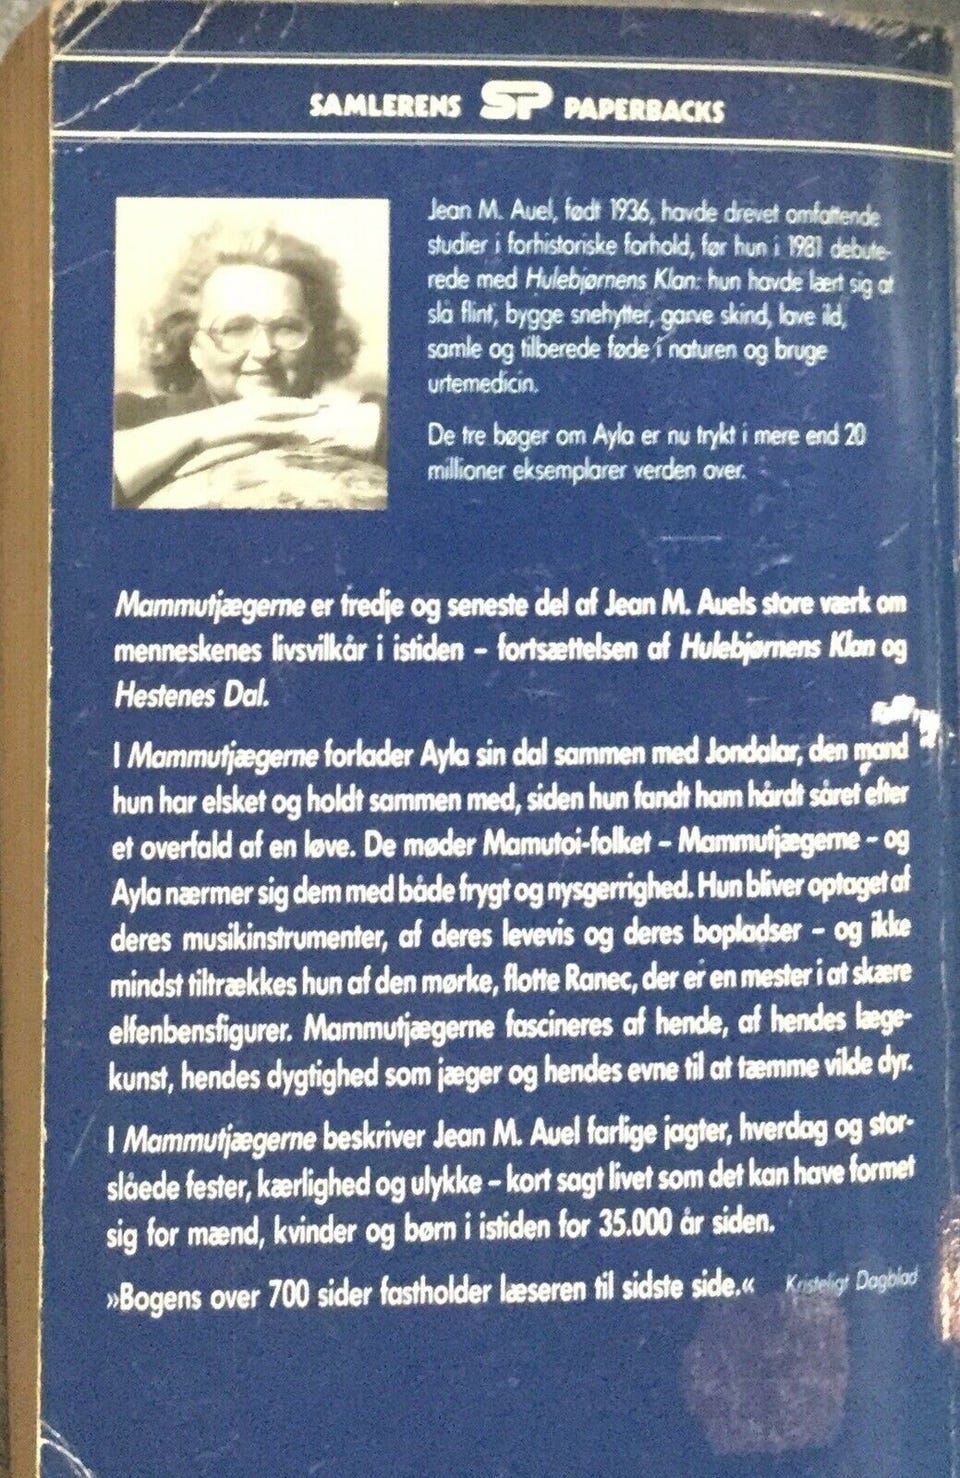 SAMLERENS SP PAPERBACKS
Jean M. Auel, født 1936, havde drevet omfattende
studier i forhistoriske forhold, før hun i 1981 debute-
rede med Hulebjørnens Klan: hun havde lært sig at
slå flint, bygge snehytter, garve skind, lave ild,
samle og tilberede føde i naturen og bruge
urtemedicin.
De tre bøger om Ayla er nu trykt i mere end 20
millioner eksemplarer verden over.
Mammutjægerne er tredje og seneste del af Jean M. Auels store værk om
menneskenes livsvilkår i istiden – fortsættelsen af Hulebjørnens Klan og
Hestenes Dal.
I Mammutjægerne forlader Ayla sin dal sammen med Jondalar, den mand
hun har elsket og holdt sammen med, siden hun fandt ham hårdt såret efter
et overfald af en løve. De møder Mamutoi-folket – Mammutjægerne – og
Ayla nærmer sig dem med både frygt og nysgerrighed. Hun bliver optaget af
deres musikinstrumenter, af deres levevis og deres bopladser – og ikke
mindst tiltrækkes hun af den mørke, flotte Ranec, der er en mester i at skære
elfenbensfigurer. Mammutjægerne fascineres af hende, af hendes læge-
kunst, hendes dygtighed som jæger og hendes evne til at tæmme vilde dyr.
I Mammutjægerne beskriver Jean M. Auel farlige jagter, hverdag og stor-
slåede fester, kærlighed og ulykke – kort sagt livet som det kan have formet
sig for mænd, kvinder og børn i istiden for 35.000 år siden.
»Bogens over 700 sider fastholder læseren til sidste side.« Kristeligt Dagblad